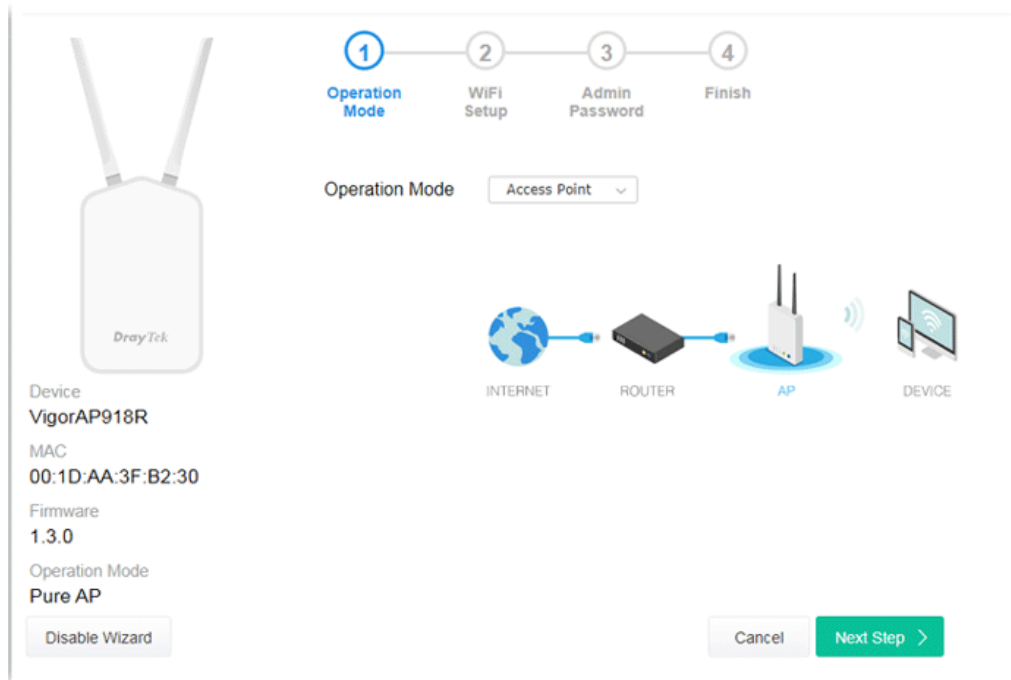 1
2
3
4
Operation
Mode
WiFi
Setup
Admin
Password
Finish
Operation Mode
Access Point
DrayTek
INTERNET
ROUTER
AP
DEVICE
Device
VigorAP918R
MAC
00:1D:AA:3F:B2:30
Firmware
1.3.0
Operation Mode
Pure AP
Disable Wizard
Cancel
Next Step